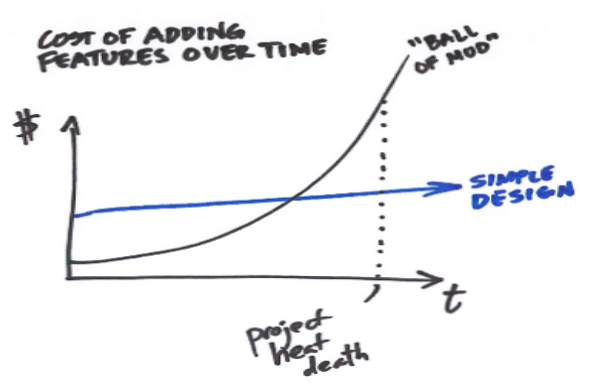 COST OF ADDING
FEATURES OVER TIME
"BALL
OF MUD"
$
SIMPLE
DESIGN
t
project
heat
death